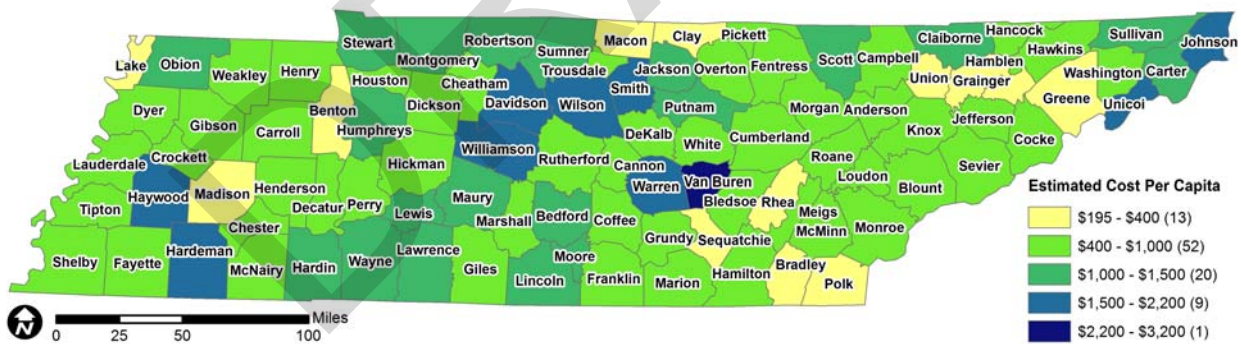 Lake
Obion
Weakley
Henry
Stewart
Montgomery
Robertson
Sumner
Macon
Clay
Pickett
Scott
Campbell
Claiborne
Hancock
Hawkins
Sullivan
Johnson
Houston
Cheatham
Trousdale
Smith
Jackson
Overton
Fentress
Union
Grainger
Hamblen
Greene
Washington
Carter
Unicoi
Dyer
Gibson
Carroll
Benton
Humphreys
Dickson
Davidson
Wilson
Putnam
Morgan
Anderson
Knox
Jefferson
Cocke
Lauderdale
Crockett
Madison
Henderson
Decatur
Perry
Hickman
Williamson
Rutherford
Cannon
DeKalb
White
Cumberland
Roane
Loudon
Blount
Sevier
Tipton
Haywood
Chester
Lewis
Maury
Marshall
Bedford
Coffee
Warren
Van Buren
Bledsoe
Rhea
Meigs
McMinn
Monroe
Shelby
Fayette
Hardeman
McNairy
Hardin
Wayne
Lawrence
Giles
Lincoln
Moore
Franklin
Grundy
Sequatchie
Marion
Hamilton
Bradley
Polk
Estimated Cost Per Capita
$195 - $400 (13)
$400 - $1,000 (52)
$1,000 - $1,500 (20)
$1,500 - $2,200 (9)
$2,200 - $3,200 (1)
N
Miles
0 25 50 100